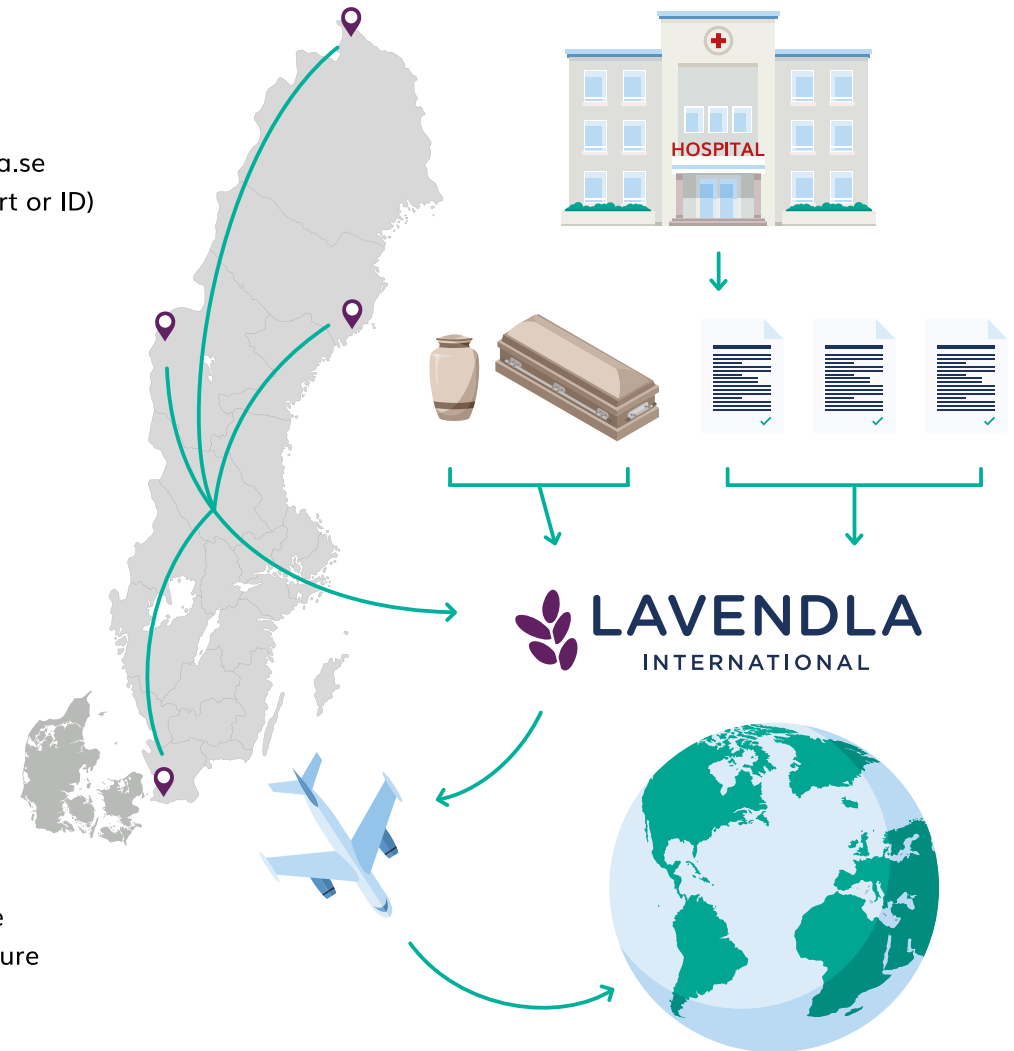 a.se
rt or ID)
HOSPITAL
LAVENDLA
INTERNATIONAL
e
ure